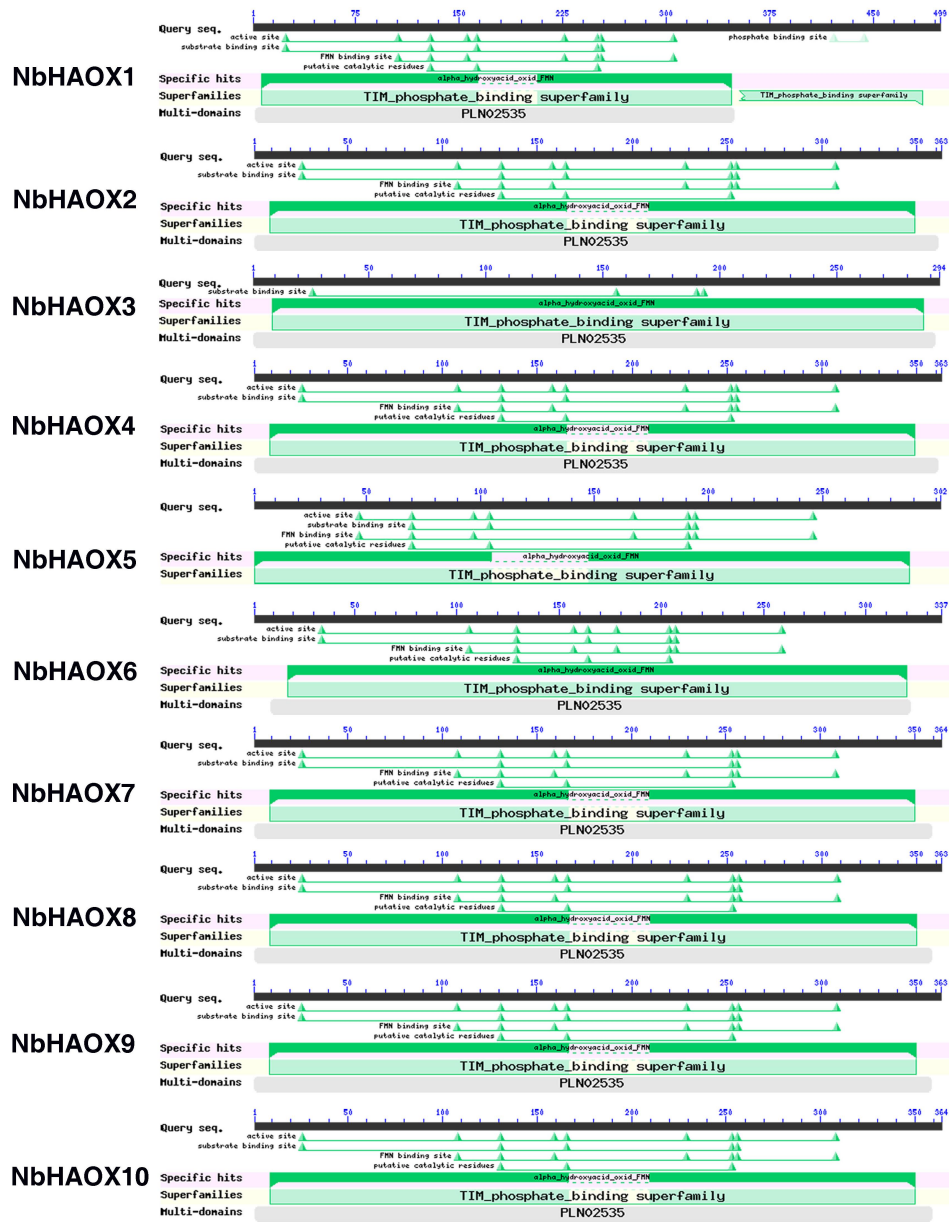 1 75 150 225 300 375 450 499
Query seq.
active site phosphate binding site
substrate binding site
FMN binding site
putative catalytic residues
NbHAOX1
Specific hits alpha_hydroxyacid_oxid_FMN
Superfamilies TIM_phosphate_binding superfamily TIM_phosphate_binding superfamily
Multi-domains PLN02535
1 50 100 150 200 250 300 350 363
Query seq.
active site
substrate binding site
FMN binding site
putative catalytic residues
NbHAOX2
Specific hits alpha_hydroxyacid_oxid_FMN
Superfamilies TIM_phosphate_binding superfamily
Multi-domains PLN02535
1 50 100 150 200 250 294
Query seq.
substrate binding site
NbHAOX3
Specific hits alpha_hydroxyacid_oxid_FMN
Superfamilies TIM_phosphate_binding superfamily
Multi-domains PLN02535
1 50 100 150 200 250 300 350 363
Query seq.
active site
substrate binding site
FMN binding site
putative catalytic residues
NbHAOX4
Specific hits alpha_hydroxyacid_oxid_FMN
Superfamilies TIM_phosphate_binding superfamily
Multi-domains PLN02535
1 50 100 150 200 250 302
Query seq.
active site
substrate binding site
FMN binding site
putative catalytic residues
NbHAOX5
Specific hits alpha_hydroxyacid_oxid_FMN
Superfamilies TIM_phosphate_binding superfamily
1 50 100 150 200 250 300 337
Query seq.
active site
substrate binding site
FMN binding site
putative catalytic residues
NbHAOX6
Specific hits alpha_hydroxyacid_oxid_FMN
Superfamilies TIM_phosphate_binding superfamily
Multi-domains PLN02535
1 50 100 150 200 250 300 350 364
Query seq.
active site
substrate binding site
FMN binding site
putative catalytic residues
NbHAOX7
Specific hits alpha_hydroxyacid_oxid_FMN
Superfamilies TIM_phosphate_binding superfamily
Multi-domains PLN02535
1 50 100 150 200 250 300 350 363
Query seq.
active site
substrate binding site
FMN binding site
putative catalytic residues
NbHAOX8
Specific hits alpha_hydroxyacid_oxid_FMN
Superfamilies TIM_phosphate_binding superfamily
Multi-domains PLN02535
1 50 100 150 200 250 300 350 363
Query seq.
active site
substrate binding site
FMN binding site
putative catalytic residues
NbHAOX9
Specific hits alpha_hydroxyacid_oxid_FMN
Superfamilies TIM_phosphate_binding superfamily
Multi-domains PLN02535
1 50 100 150 200 250 300 350 364
Query seq.
active site
substrate binding site
FMN binding site
putative catalytic residues
NbHAOX10
Specific hits alpha_hydroxyacid_oxid_FMN
Superfamilies TIM_phosphate_binding superfamily
Multi-domains PLN02535